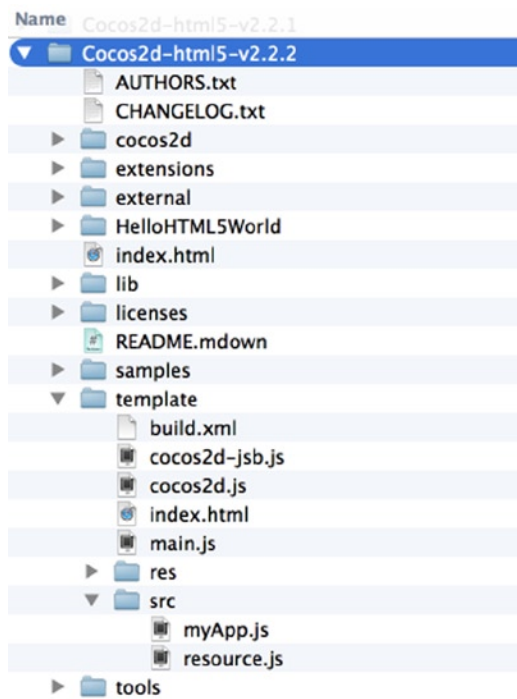 Name
Cocos2d-html5-v2.2.1
Cocos2d-html5-v2.2.2
AUTHORS.txt
CHANGELOG.txt
cocos2d
extensions
external
HelloHTML5World
index.html
lib
licenses
README.mdown
samples
template
build.xml
cocos2d-jsb.js
cocos2d.js
index.html
main.js
res
src
myApp.js
resource.js
tools